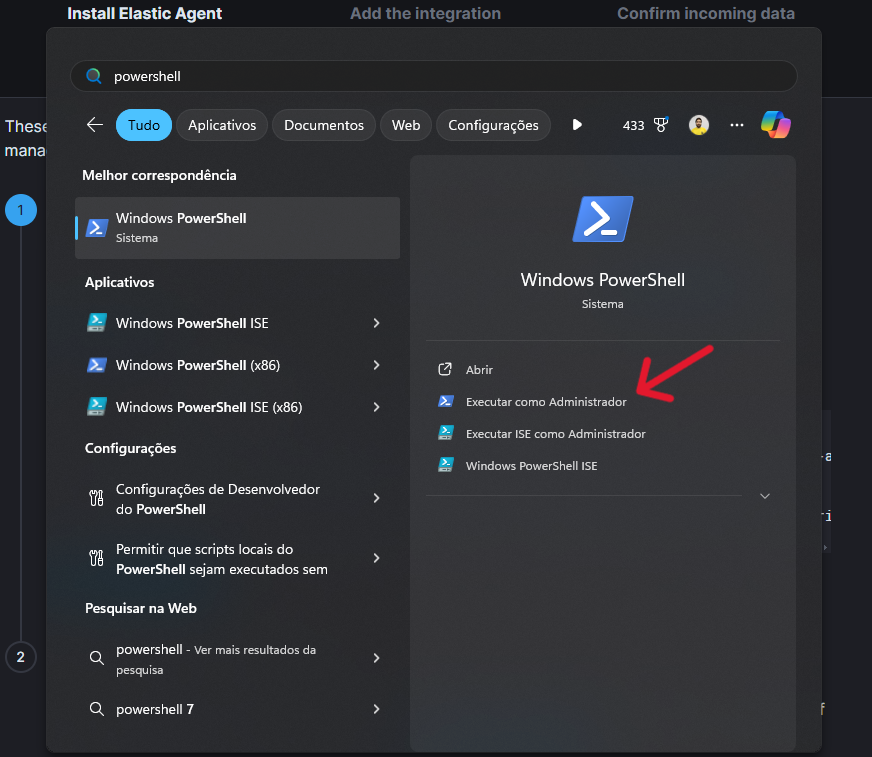 Install Elastic Agent
Add the integration
Confirm incoming data
powershell
Tudo
Aplicativos
Documentos
Web
Configurações
433
These
mana
1
Melhor correspondência
Windows PowerShell
Sistema
Aplicativos
Windows PowerShell ISE
Windows PowerShell (x86)
Windows PowerShell ISE (x86)
Configurações
Configurações de Desenvolvedor
do PowerShell
Permitir que scripts locais do
PowerShell sejam executados sem
Pesquisar na Web
powershell - Ver mais resultados da
pesquisa
powershell 7
2
Windows PowerShell
Sistema
Abrir
Executar como Administrador
Executar ISE como Administrador
Windows PowerShell ISE
-a
ri
f